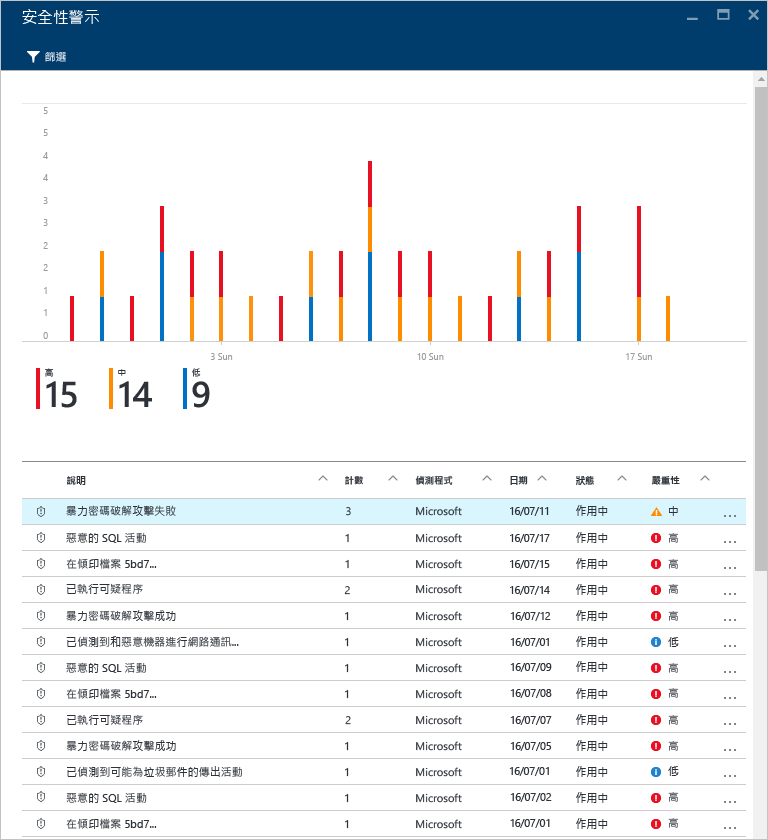 安全性警示
篩選
5
5
4
4
3
3
2
2
1
1
0
3 Sun 10 Sun 17 Sun
高 中 低
15 14 9
說明 計數 偵測程式 日期 狀態 嚴重性
暴力密碼破解攻擊失敗 3 Microsoft 16/07/11 作用中 中 ...
惡意的 SQL 活動 1 Microsoft 16/07/17 作用中 高 ...
在傾印檔案 5bd7... 1 Microsoft 16/07/15 作用中 高 ...
已執行可疑程序 2 Microsoft 16/07/14 作用中 高 ...
暴力密碼破解攻擊成功 1 Microsoft 16/07/12 作用中 高 ...
已偵測到和惡意機器進行網路通訊... 1 Microsoft 16/07/01 作用中 低 ...
惡意的 SQL 活動 1 Microsoft 16/07/09 作用中 高 ...
在傾印檔案 5bd7... 1 Microsoft 16/07/08 作用中 高 ...
已執行可疑程序 2 Microsoft 16/07/07 作用中 高 ...
暴力密碼破解攻擊成功 1 Microsoft 16/07/05 作用中 高 ...
已偵測到可能為垃圾郵件的傳出活動 1 Microsoft 16/07/01 作用中 低 ...
惡意的 SQL 活動 1 Microsoft 16/07/02 作用中 高 ...
在傾印檔案 5bd7... 1 Microsoft 16/07/01 作用中 高 ...